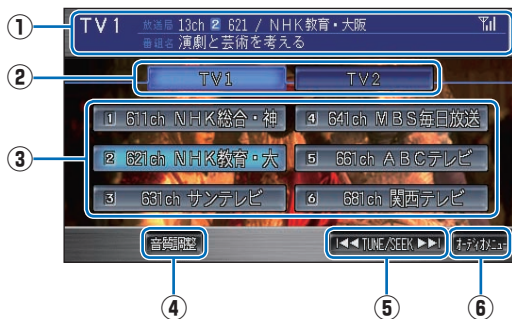 ①
TV1 放送局 13ch 2 621 / NHK教育・大阪
番組名 演劇と芸術を考える
②
TV1 TV2
③
1 611ch NHK総合・神
4 641ch MBS毎日放送
2 621ch NHK教育・大
5 661ch ABCテレビ
3 631ch サンテレビ
6 681ch 関西テレビ
音質調整 I◀◀ TUNE/SEEK ▶▶I オーディオメニュー
④ ⑤ ⑥